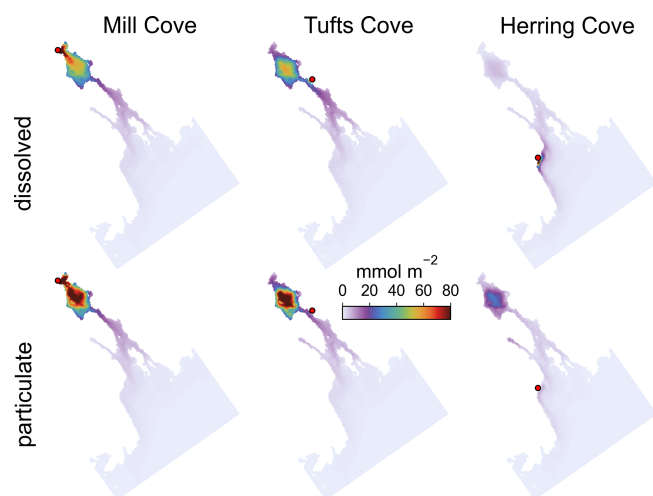 Mill Cove
Tufts Cove
Herring Cove
dissolved
mmol m−2
0 20 40 60 80
particulate